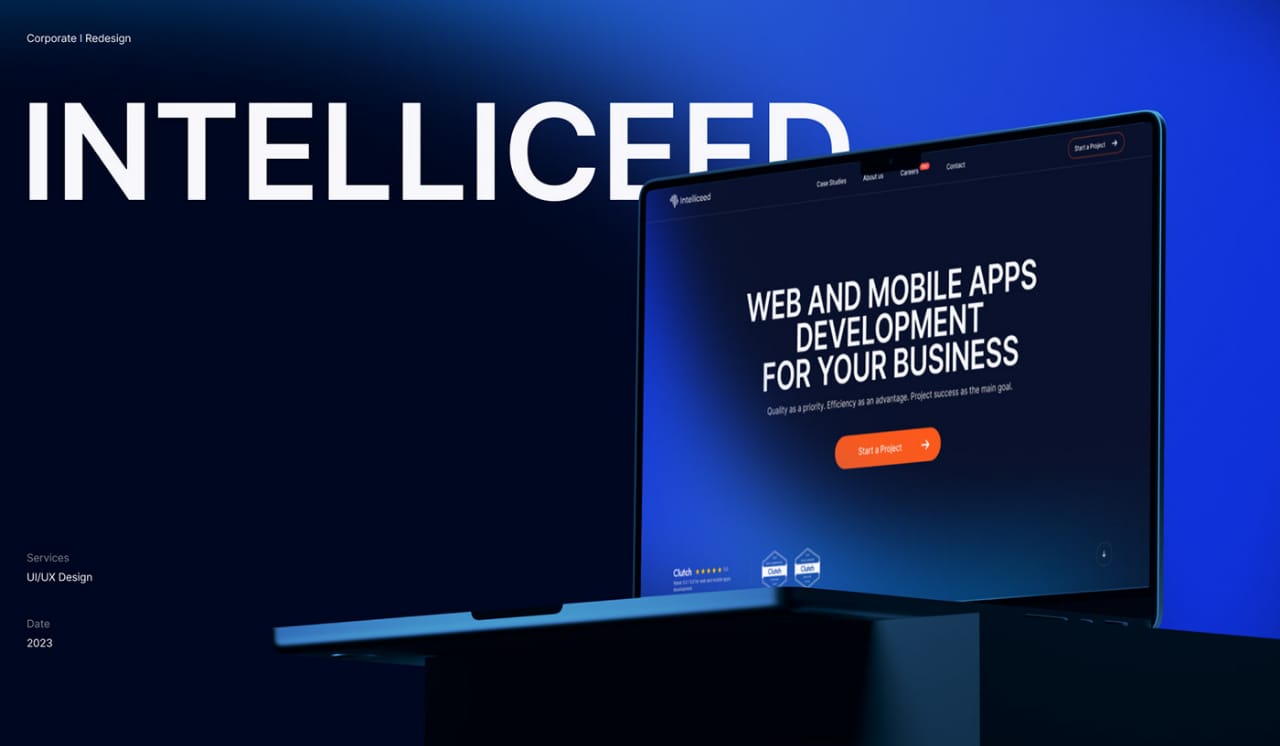 Corporate | Redesign
INTELLICEED
Intelliceed
Case Studies
About us
Careers
Contact
Start a Project
WEB AND MOBILE APPS
DEVELOPMENT
FOR YOUR BUSINESS
Quality as a priority. Efficiency as an advantage. Project success as the main goal.
Start a Project
Clutch
Clutch
Clutch
Services
UI/UX Design
Date
2023